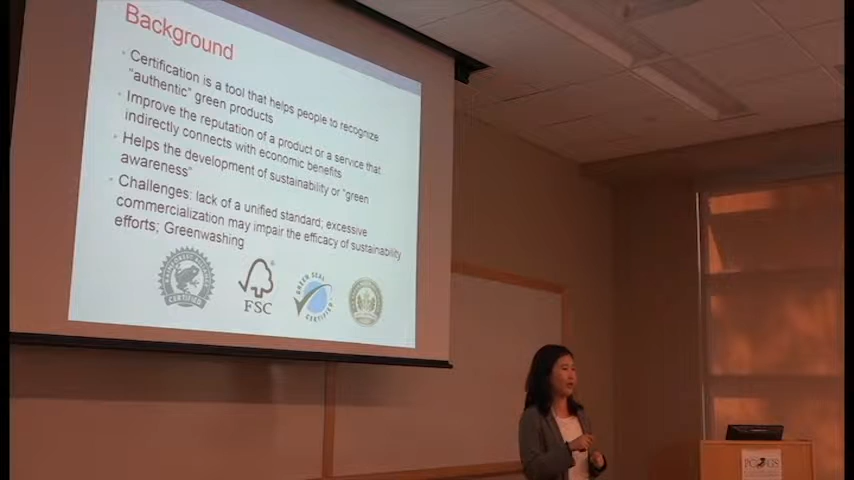 Background
• Certification is a tool that helps people to recognize
"authentic" green products
• Improve the reputation of a product or a service that
indirectly connects with economic benefits
• Helps the development of sustainability or "green
awareness"
• Challenges: lack of a unified standard; excessive
commercialization may impair the efficacy of sustainability
efforts; Greenwashing
CERTIFIED
FSC
GREEN SEAL
CERTIFIED